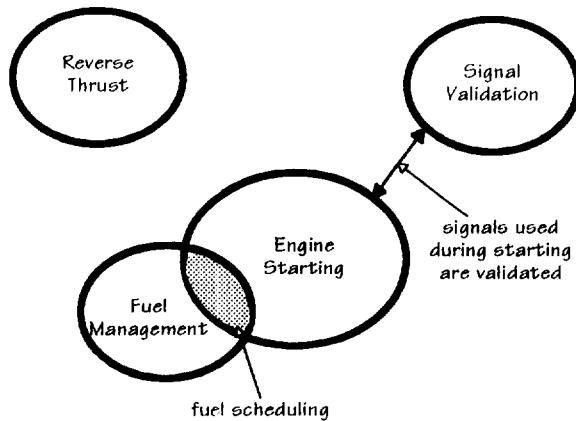 Reverse
Thrust
Signal
Validation
Engine
Starting
signals used
during starting
are validated
Fuel
Management
fuel scheduling